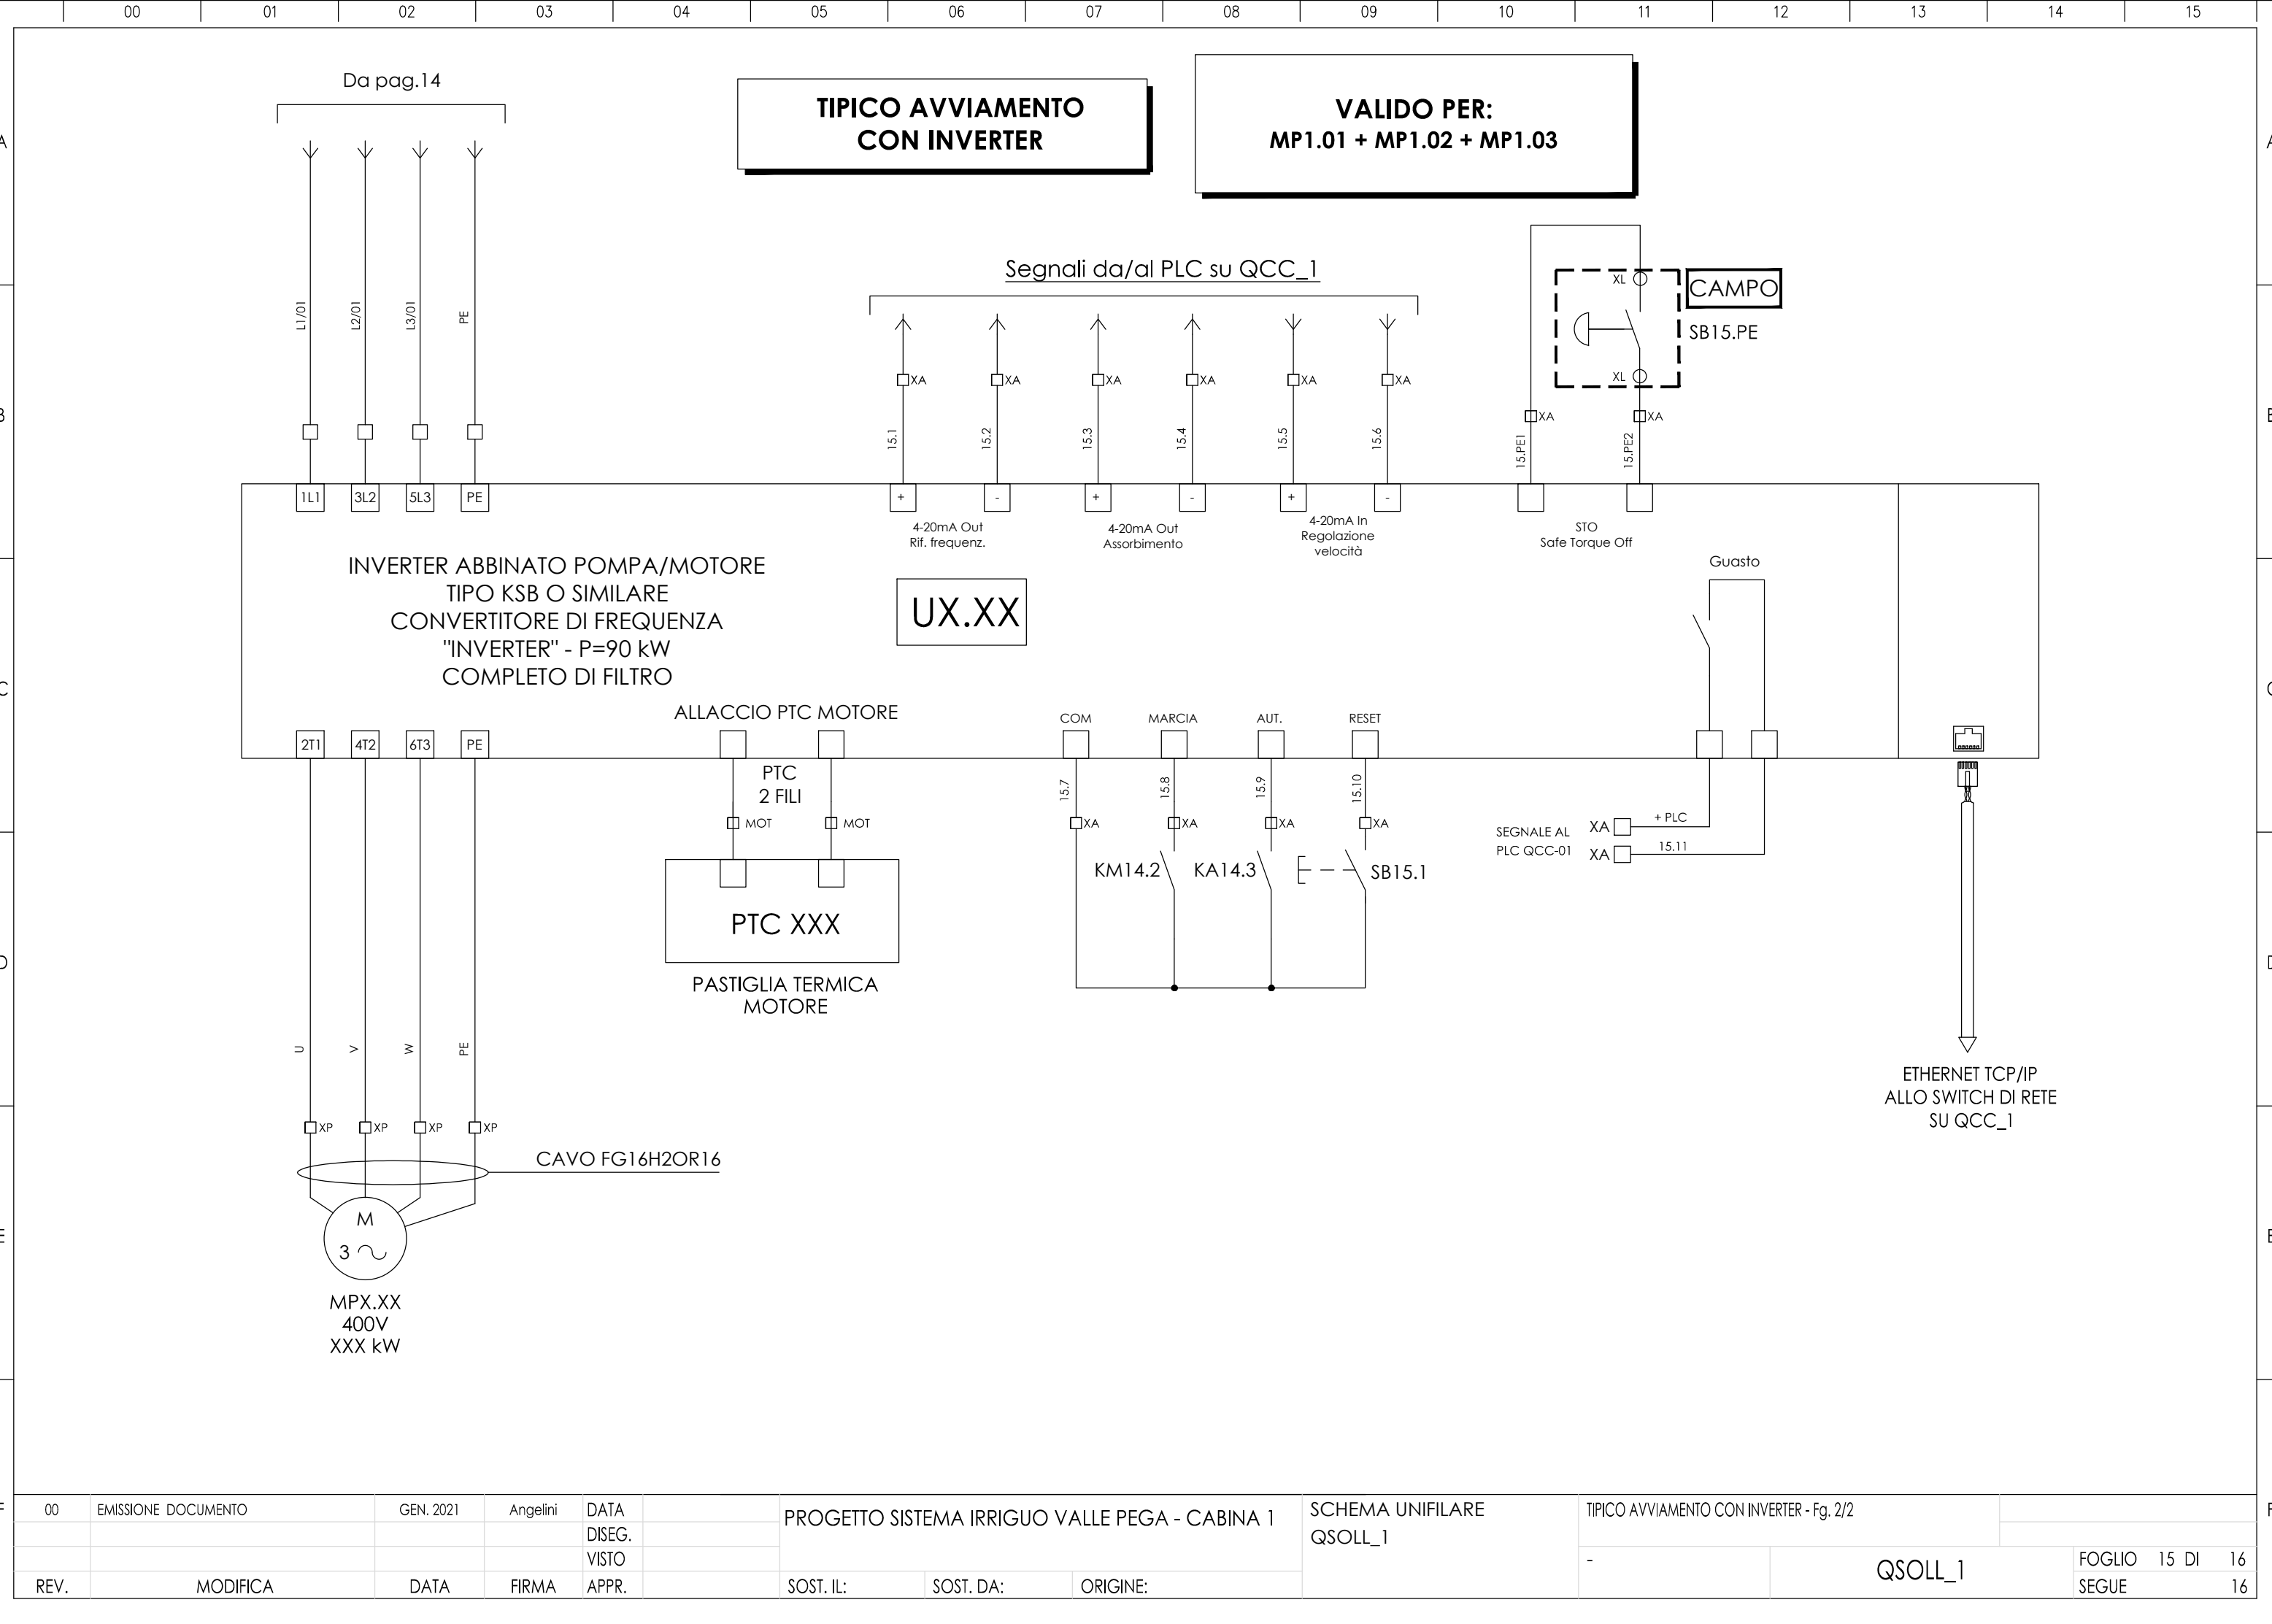 00 01 02 03 04 05 06 07 08 09 10 11 12 13 14 15
Da pag.14
TIPICO AVVIAMENTO
CON INVERTER
VALIDO PER:
MP1.01 + MP1.02 + MP1.03
A
Segnali da/al PLC su QCC_1
XL
CAMPO
SB15.PE
XL
L1/01 L2/01 L3/01 PE
XA XA XA XA XA XA
XA XA
15.1 15.2 15.3 15.4 15.5 15.6 15.PE1 15.PE2
1L1 3L2 5L3 PE
+ - + - + -
4-20mA Out
Rif. frequenz.
4-20mA Out
Assorbimento
4-20mA In
Regolazione
velocità
STO
Safe Torque Off
Guasto
INVERTER ABBINATO POMPA/MOTORE
TIPO KSB O SIMILARE
CONVERTITORE DI FREQUENZA
"INVERTER" - P=90 kW
COMPLETO DI FILTRO
UX.XX
ALLACCIO PTC MOTORE
COM MARCIA AUT. RESET
2T1 4T2 6T3 PE
PTC
2 FILI
15.7 15.8 15.9 15.10
MOT MOT
XA XA XA XA
SEGNALE AL
PLC QCC-01
XA + PLC
XA 15.11
KM14.2 KA14.3 SB15.1
PTC XXX
PASTIGLIA TERMICA
MOTORE
U V W PE
ETHERNET TCP/IP
ALLO SWITCH DI RETE
SU QCC_1
XP XP XP XP
CAVO FG16H2OR16
M
3
MPX.XX
400V
XXX kW
00 EMISSIONE DOCUMENTO GEN. 2021 Angelini DATA
DISEG.
VISTO
REV. MODIFICA DATA FIRMA APPR.
PROGETTO SISTEMA IRRIGUO VALLE PEGA - CABINA 1
SOST. IL: SOST. DA: ORIGINE:
SCHEMA UNIFILARE
QSOLL_1
TIPICO AVVIAMENTO CON INVERTER - Fg. 2/2
-
QSOLL_1
FOGLIO 15 DI 16
SEGUE 16